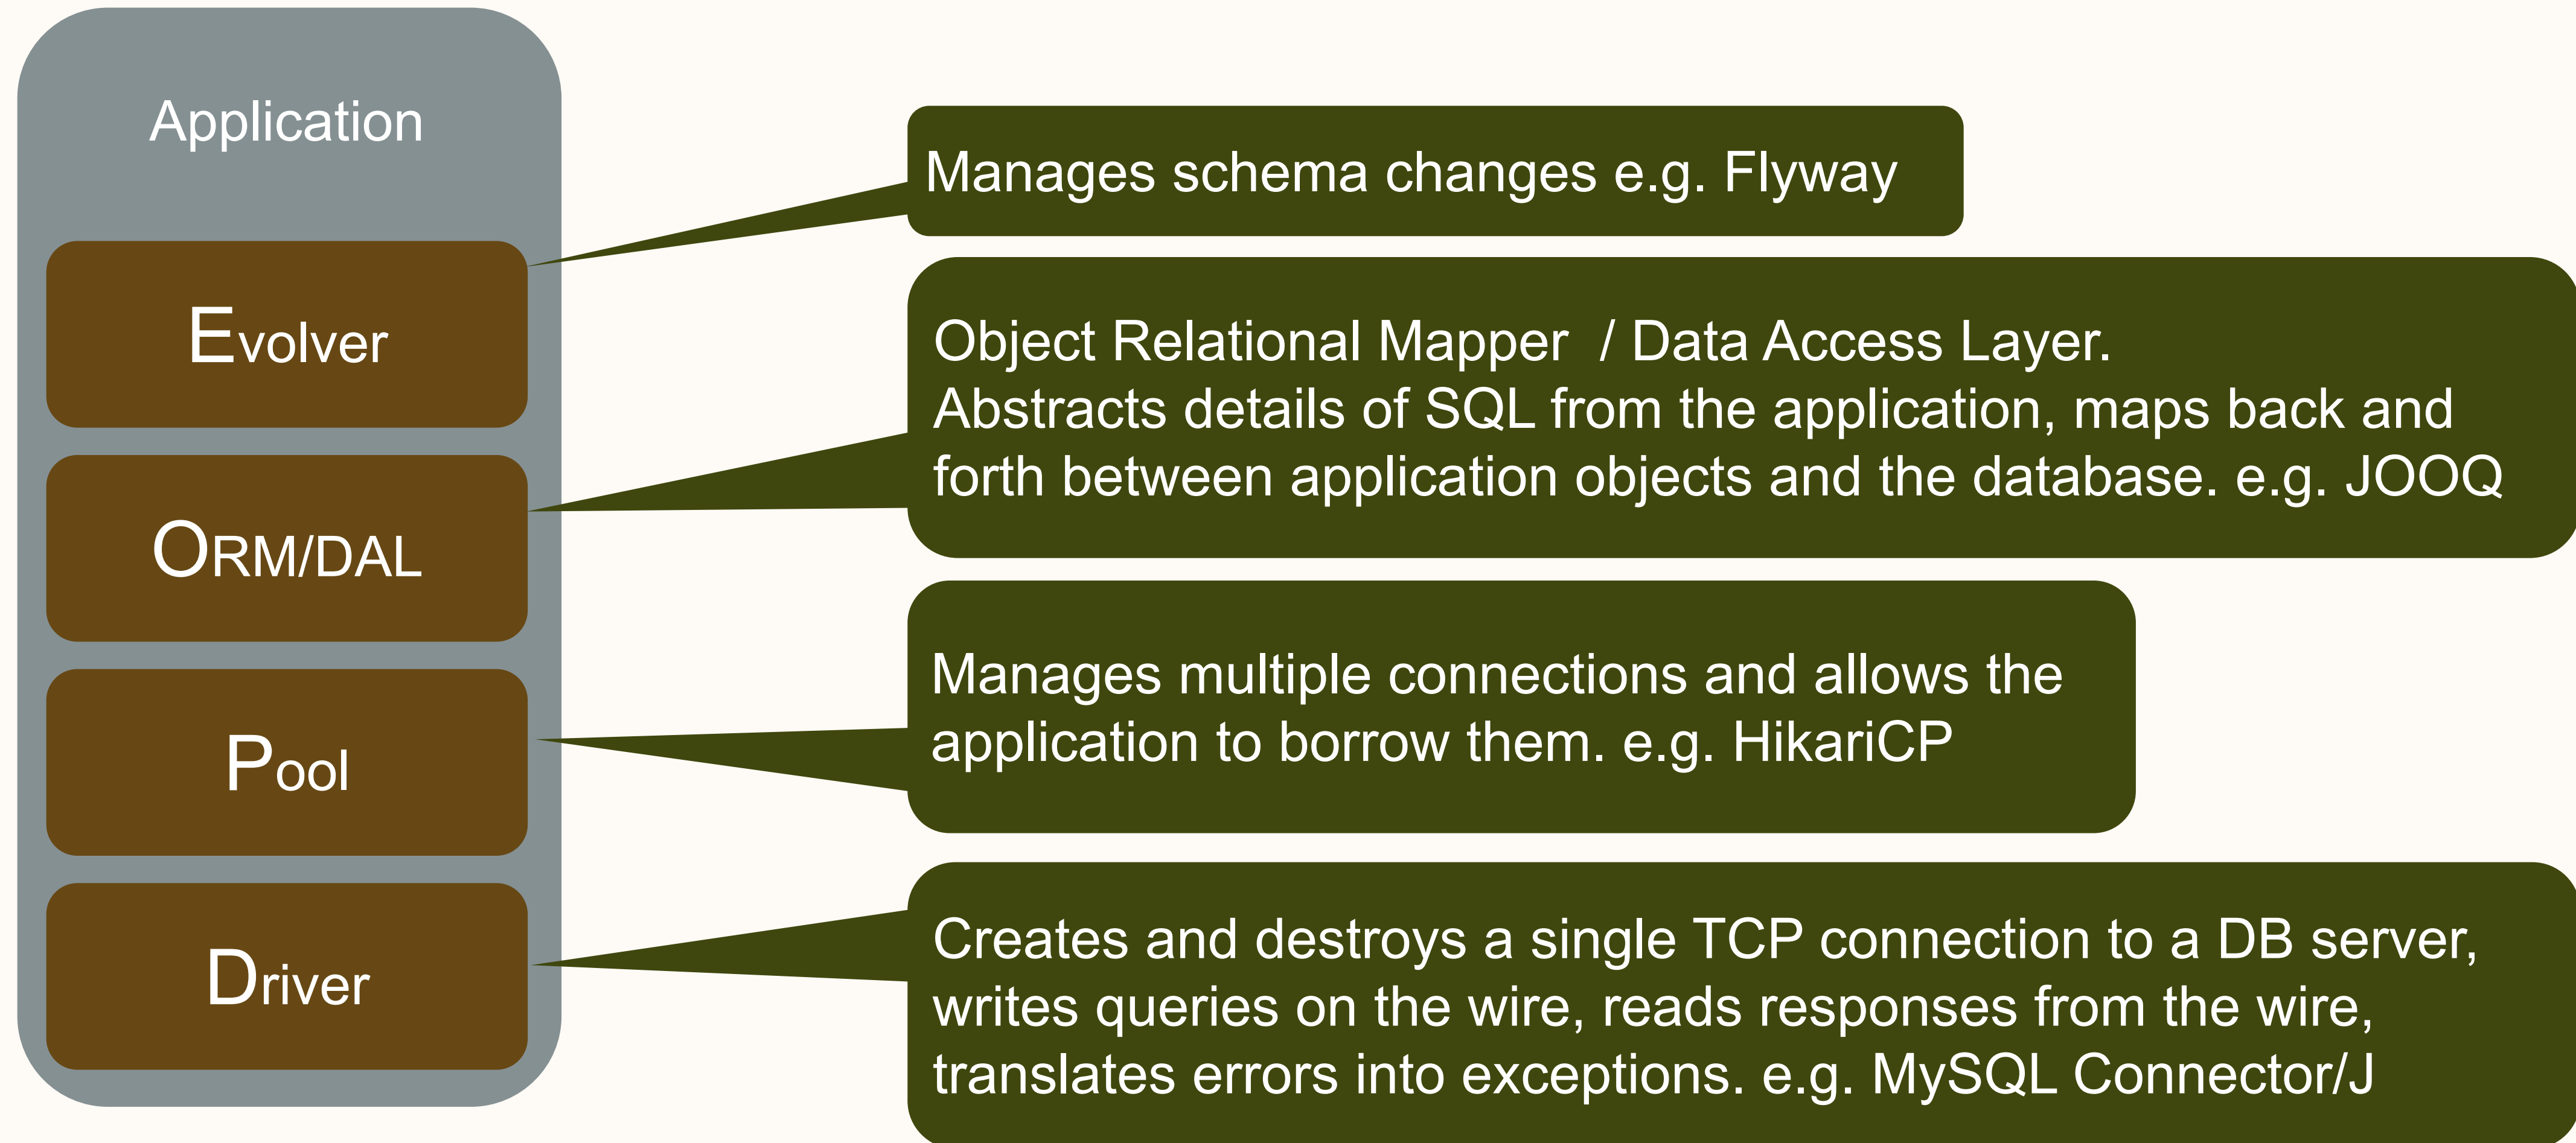 Application
Evolver
ORM/DAL
Pool
Driver
Manages schema changes e.g. Flyway
Object Relational Mapper  / Data Access Layer.
Abstracts details of SQL from the application, maps back and
forth between application objects and the database. e.g. JOOQ
Manages multiple connections and allows the
application to borrow them. e.g. HikariCP
Creates and destroys a single TCP connection to a DB server,
writes queries on the wire, reads responses from the wire,
translates errors into exceptions. e.g. MySQL Connector/J